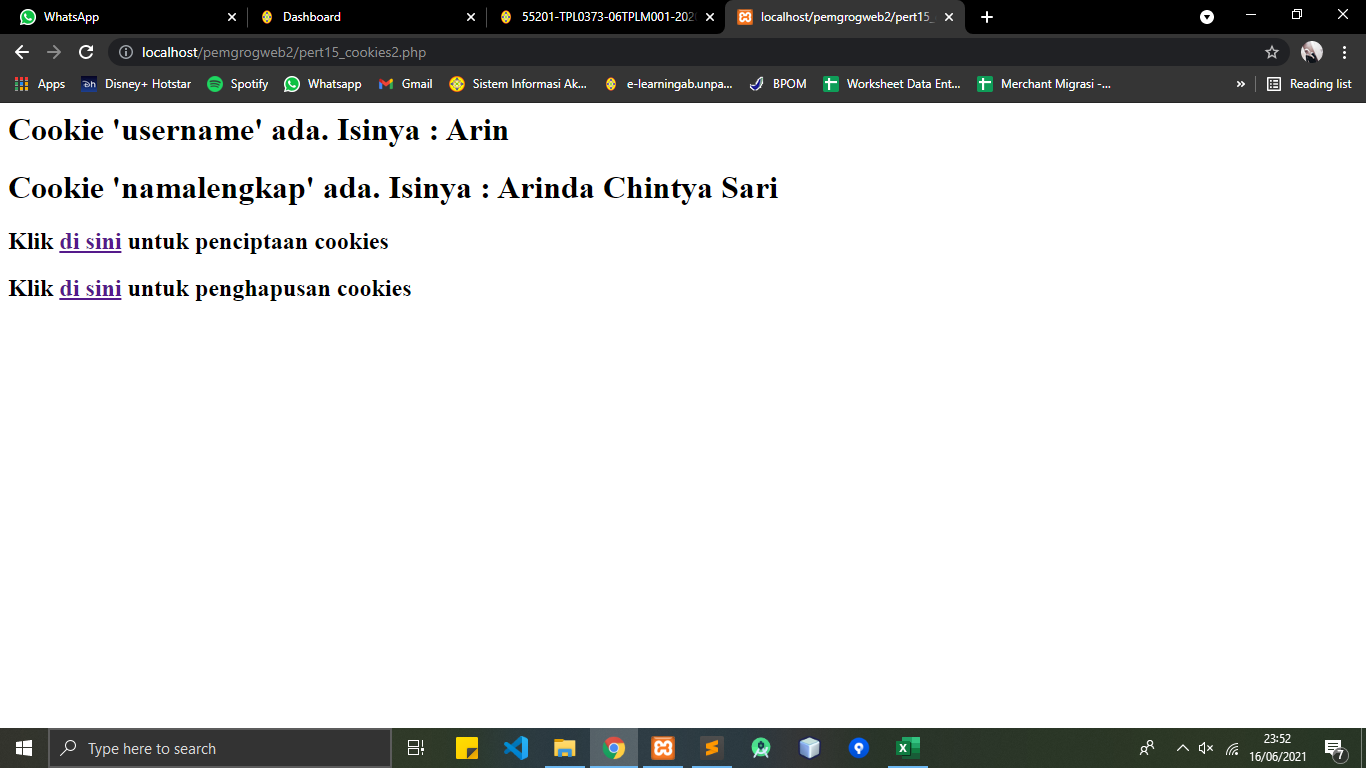 WhatsApp
Dashboard
55201-TPL0373-06TPLM001-202
localhost/pemgrogweb2/pert15_
localhost/pemgrogweb2/pert15_cookies2.php
Apps
Disney+ Hotstar
Spotify
Whatsapp
Gmail
Sistem Informasi Ak...
e-learningab.unpa...
BPOM
Worksheet Data Ent...
Merchant Migrasi -...
»
Reading list
Cookie 'username' ada. Isinya : Arin
Cookie 'namalengkap' ada. Isinya : Arinda Chintya Sari
Klik di sini untuk penciptaan cookies
Klik di sini untuk penghapusan cookies
Type here to search
23:52
16/06/2021
7